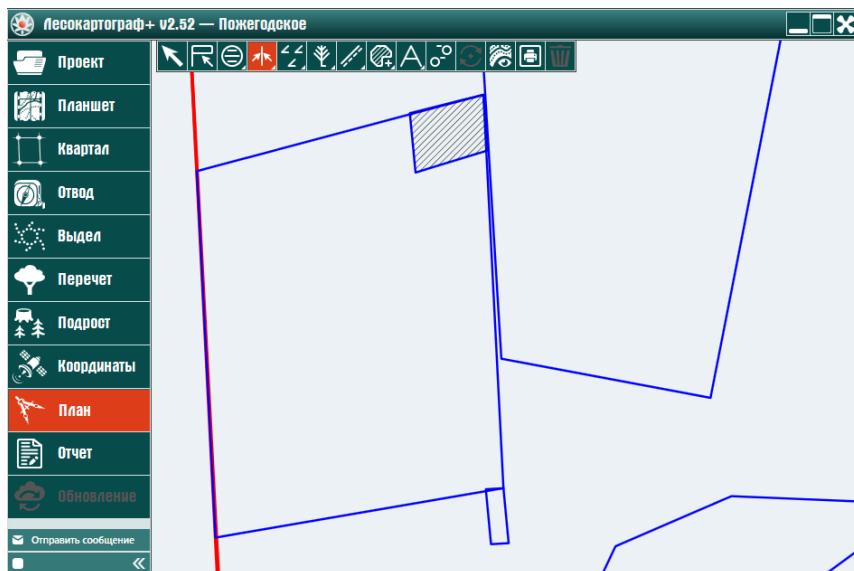 Лесокартограф+ v2.52 — Пожегодское
Проект
Планшет
Квартал
Отвод
Выдел
Перечет
Подрост
Координаты
План
Отчет
Обновление
Отправить сообщение